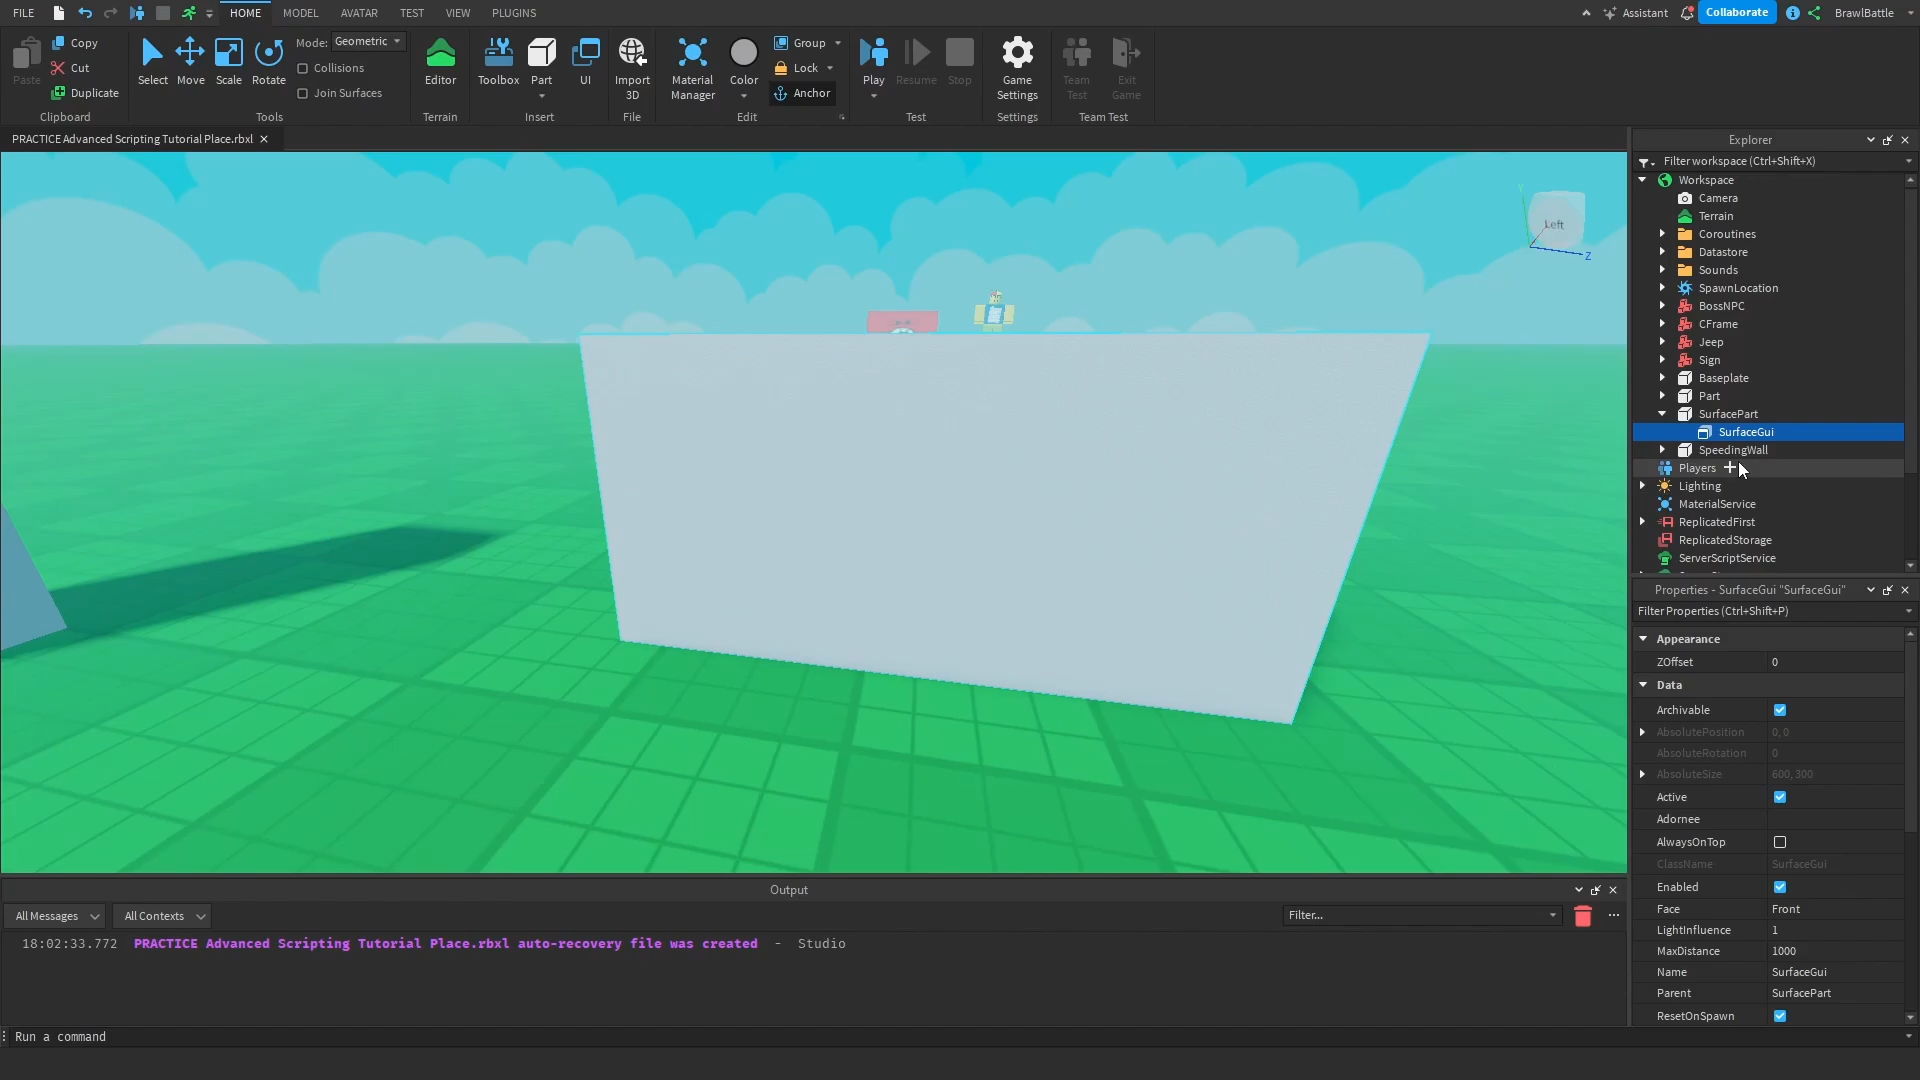 FILE HOME MODEL AVATAR TEST VIEW PLUGINS Assistant Collaborate BrawlBattle
Paste Copy Cut Duplicate Clipboard
Select Move Scale Rotate Mode: Geometric Collisions Join Surfaces Tools
Editor Terrain
Toolbox Part UI Insert
Import 3D File
Material Manager Color Group Lock Anchor Edit
Play Resume Stop Test
Game Settings Settings
Team Test Exit Game Team Test
PRACTICE Advanced Scripting Tutorial Place.rbxl
Left
Y
Z
Explorer
Filter workspace (Ctrl+Shift+X)
Workspace
Camera
Terrain
Coroutines
Datastore
Sounds
SpawnLocation
BossNPC
CFrame
Jeep
Sign
Baseplate
Part
SurfacePart
SurfaceGui
SpeedingWall
Players
Lighting
MaterialService
ReplicatedFirst
ReplicatedStorage
ServerScriptService
Properties - SurfaceGui "SurfaceGui"
Filter Properties (Ctrl+Shift+P)
Appearance
ZOffset 0
Data
Archivable
AbsolutePosition 0, 0
AbsoluteRotation 0
AbsoluteSize 600, 300
Active
Adornee
AlwaysOnTop
ClassName SurfaceGui
Enabled
Face Front
LightInfluence 1
MaxDistance 1000
Name SurfaceGui
Parent SurfacePart
ResetOnSpawn
Output
All Messages All Contexts Filter...
18:02:33.772 PRACTICE Advanced Scripting Tutorial Place.rbxl auto-recovery file was created - Studio
Run a command